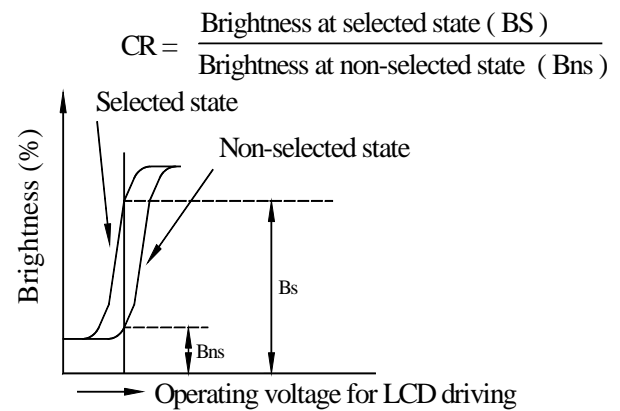 CR = Brightness at selected state ( BS )
Brightness at non-selected state ( Bns )
Selected state
Non-selected state
Brightness (%)
Bs
Bns
Operating voltage for LCD driving